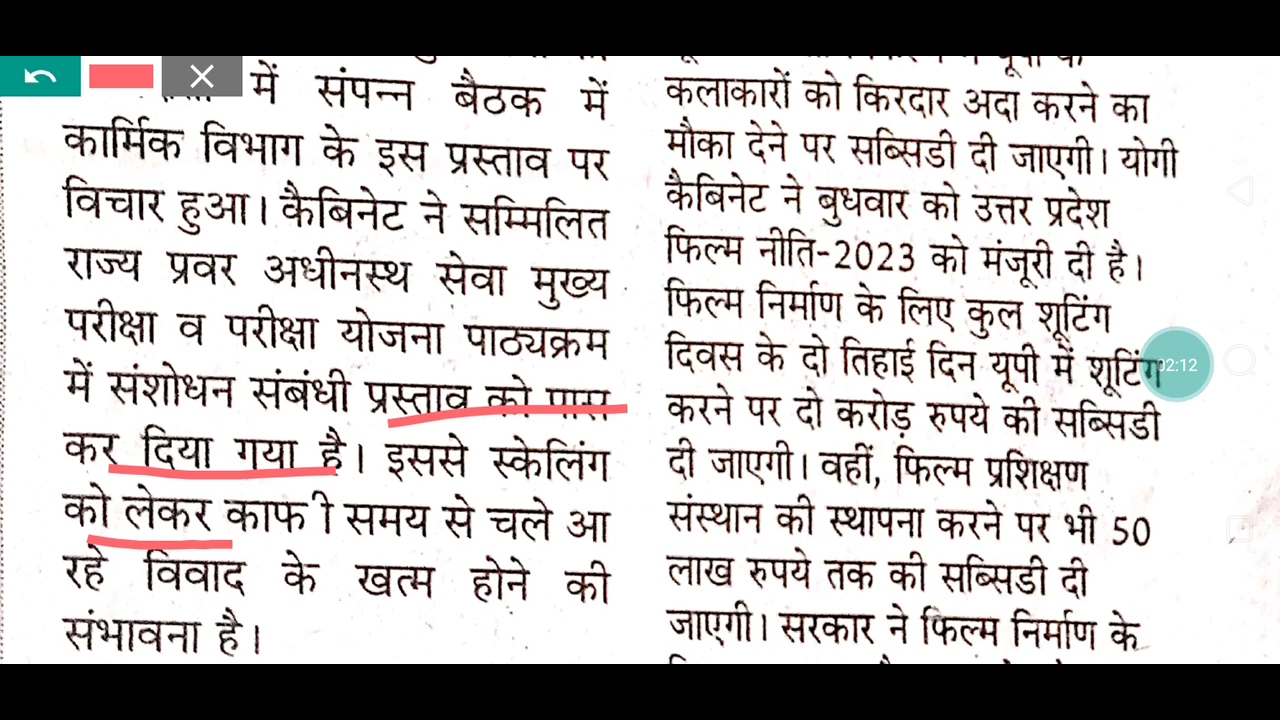 में संपन्न बैठक में
कार्मिक विभाग के इस प्रस्ताव पर
विचार हुआ। कैबिनेट ने सम्मिलित
राज्य प्रवर अधीनस्थ सेवा मुख्य
परीक्षा व परीक्षा योजना पाठ्यक्रम
में संशोधन संबंधी प्रस्ताव को पास
कर दिया गया है। इससे स्केलिंग
को लेकर काफी समय से चले आ
रहे विवाद के खत्म होने की
संभावना है।
कलाकारों को किरदार अदा करने का
मौका देने पर सब्सिडी दी जाएगी। योगी
कैबिनेट ने बुधवार को उत्तर प्रदेश
फिल्म नीति-2023 को मंजूरी दी है।
फिल्म निर्माण के लिए कुल शूटिंग
दिवस के दो तिहाई दिन यूपी में शूटिंग
करने पर दो करोड़ रुपये की सब्सिडी
दी जाएगी। वहीं, फिल्म प्रशिक्षण
संस्थान की स्थापना करने पर भी 50
लाख रुपये तक की सब्सिडी दी
जाएगी। सरकार ने फिल्म निर्माण के
02:12